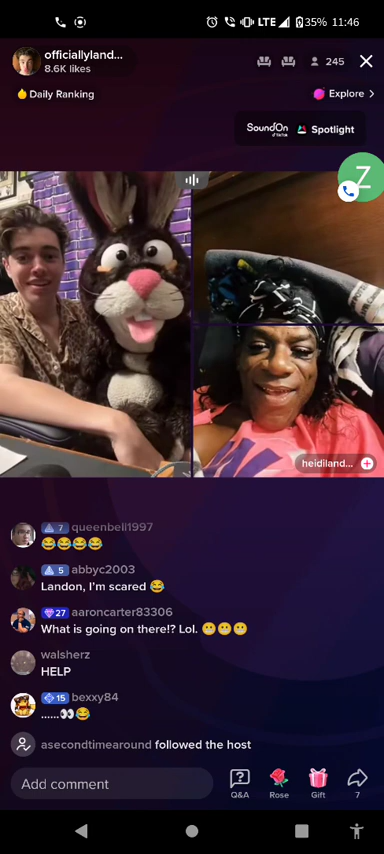 LTE 35% 11:46
officiallyland...
8.6K likes
245
Daily Ranking
Explore >
SoundOn
Spotlight
Z
heidiland...
7 queenbell1997
😂😂😂😂
5 abbyc2003
Landon, I'm scared 😂
27 aaroncarter83306
What is going on there!? Lol. 😬😬😬
walsherz
HELP
15 bexxy84
......👀😂
asecondtimearound followed the host
Add comment
Q&A
Rose
Gift
7